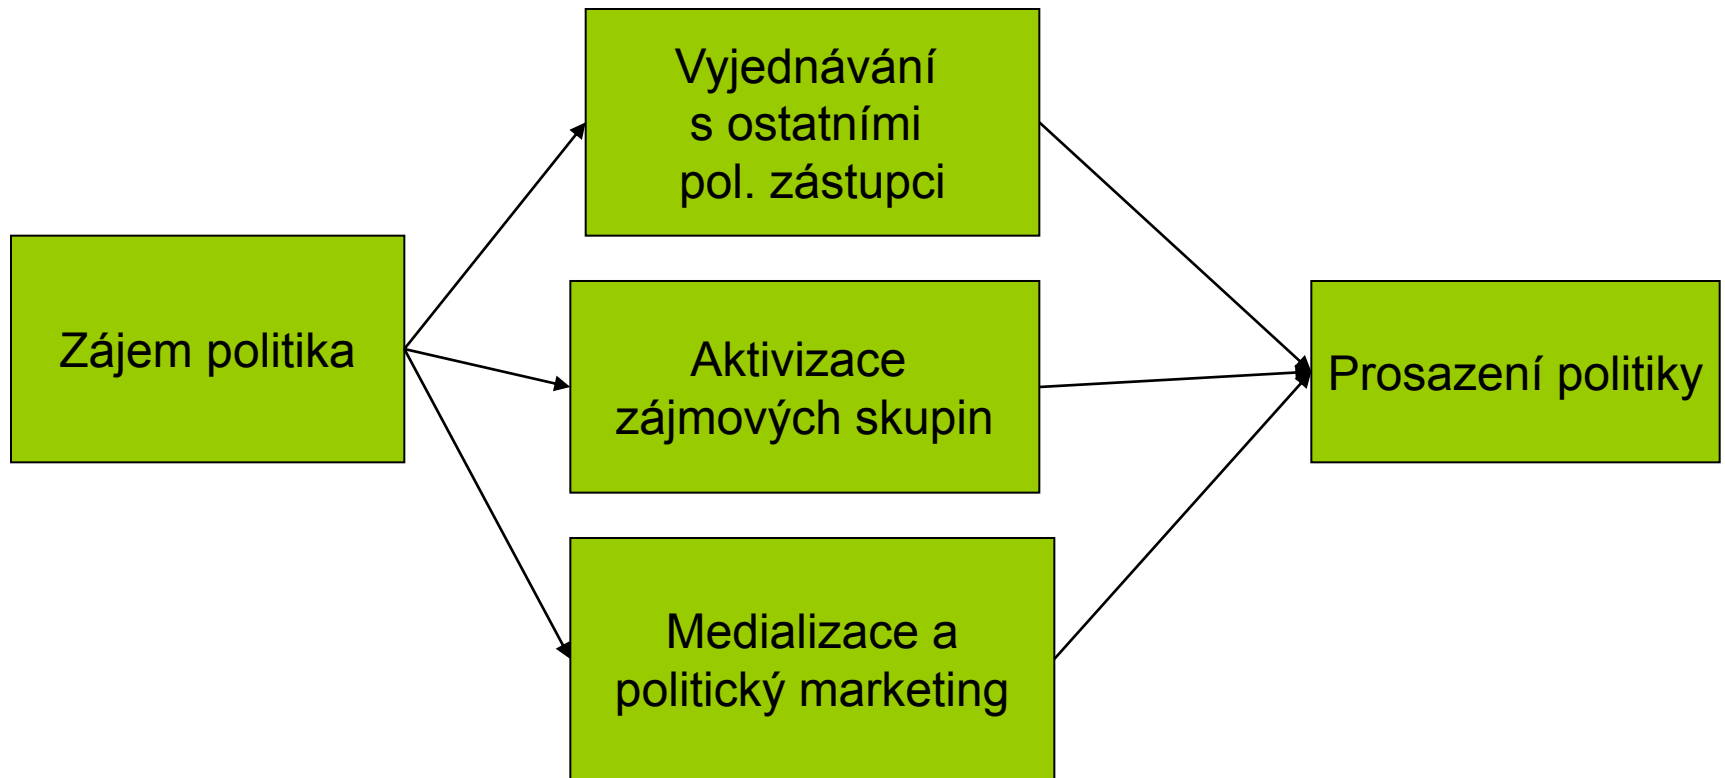 Zájem politika
Vyjednávání
s ostatními
pol. zástupci
Aktivizace
zájmových skupin
Medializace a
politický marketing
Prosazení politiky